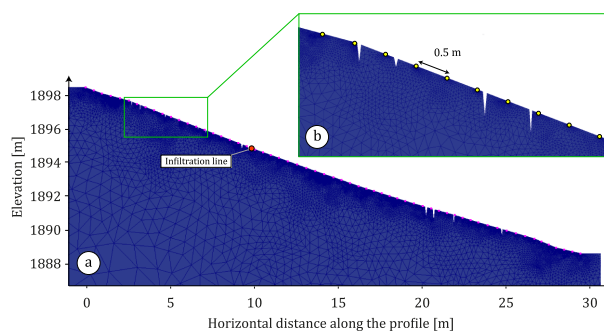 0.5 m
b
1898
1896
1894
1892
1890
1888
Elevation [m]
Infiltration line
a
0
5
10
15
20
25
30
Horizontal distance along the profile [m]